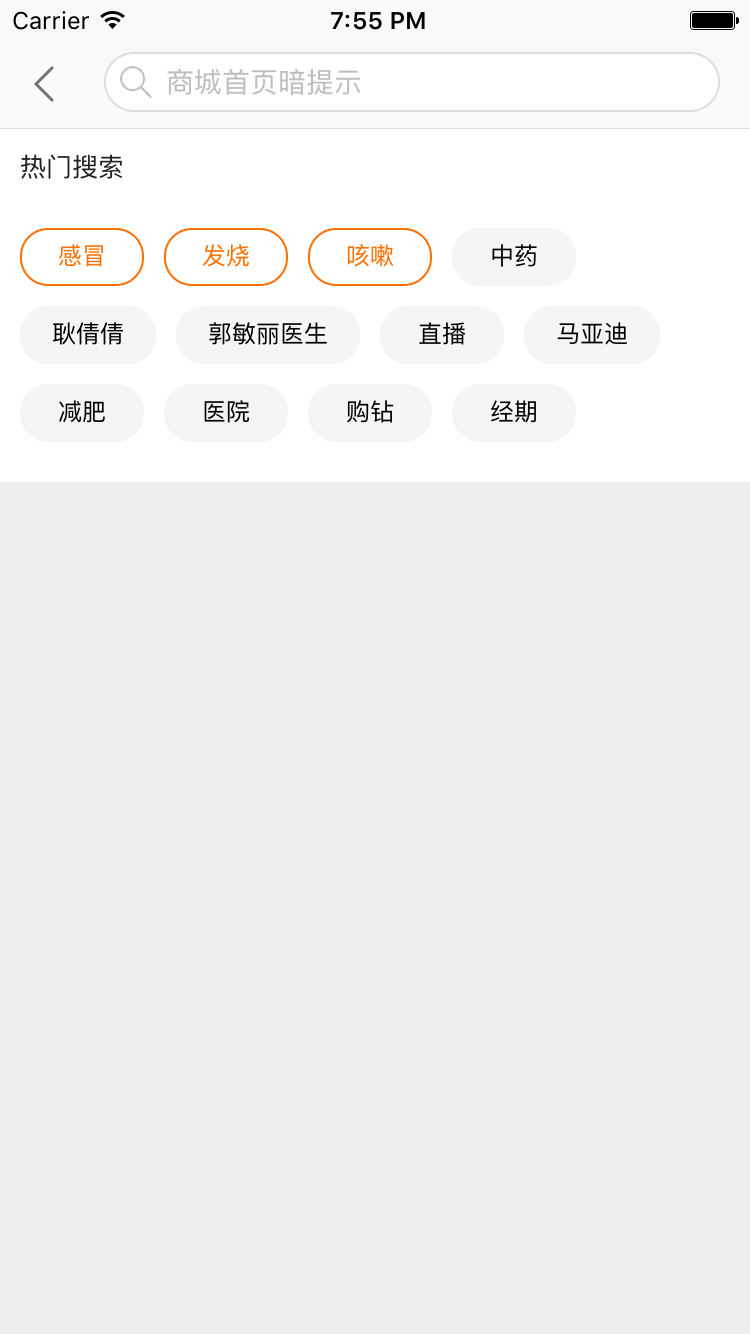 Carrier 7:55 PM
商城首页暗提示
热门搜索
感冒 发烧 咳嗽 中药
耿倩倩 郭敏丽医生 直播 马亚迪
减肥 医院 购钻 经期